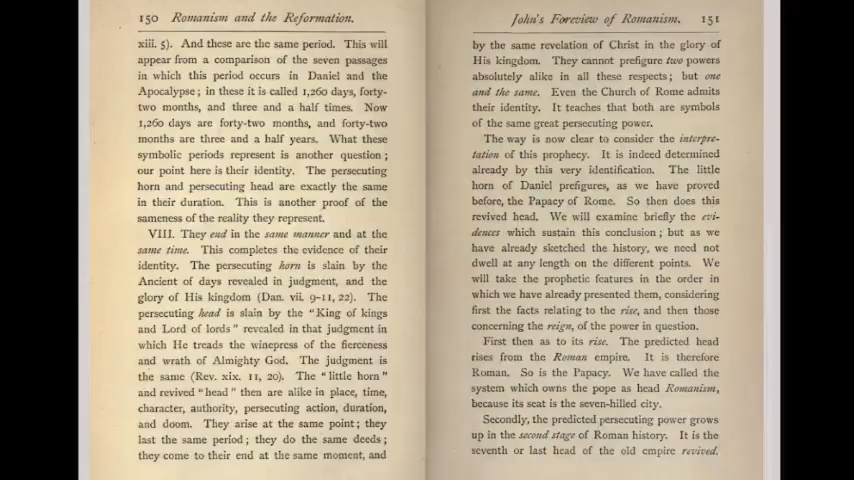 150 Romanism and the Reformation.
xiii. 5). And these are the same period. This will
appear from a comparison of the seven passages
in which this period occurs in Daniel and the
Apocalypse; in these it is called 1,260 days, forty-
two months, and three and a half times. Now
1,260 days are forty-two months, and forty-two
months are three and a half years. What these
symbolic periods represent is another question;
our point here is their identity. The persecuting
horn and persecuting head are exactly the same
in their duration. This is another proof of the
sameness of the reality they represent.
VIII. They end in the same manner and at the
same time. This completes the evidence of their
identity. The persecuting horn is slain by the
Ancient of days revealed in judgment, and the
glory of His kingdom (Dan. vii. 9-11, 22). The
persecuting head is slain by the "King of kings
and Lord of lords" revealed in that judgment in
which He treads the winepress of the fierceness
and wrath of Almighty God. The judgment is
the same (Rev. xix. 11, 20). The "little horn"
and revived "head" then are alike in place, time,
character, authority, persecuting action, duration,
and doom. They arise at the same point; they
last the same period; they do the same deeds;
they come to their end at the same moment, and
John's Foreview of Romanism. 151
by the same revelation of Christ in the glory of
His kingdom. They cannot prefigure two powers
absolutely alike in all these respects; but one
and the same. Even the Church of Rome admits
their identity. It teaches that both are symbols
of the same great persecuting power.
The way is now clear to consider the interpre-
tation of this prophecy. It is indeed determined
already by this very identification. The little
horn of Daniel prefigures, as we have proved
before, the Papacy of Rome. So then does this
revived head. We will examine briefly the evi-
dences which sustain this conclusion; but as we
have already sketched the history, we need not
dwell at any length on the different points. We
will take the prophetic features in the order in
which we have already presented them, considering
first the facts relating to the rise, and then those
concerning the reign, of the power in question.
First then as to its rise. The predicted head
rises from the Roman empire. It is therefore
Roman. So is the Papacy. We have called the
system which owns the pope as head Romanism,
because its seat is the seven-hilled city.
Secondly, the predicted persecuting power grows
up in the second stage of Roman history. It is the
seventh or last head of the old empire revived.